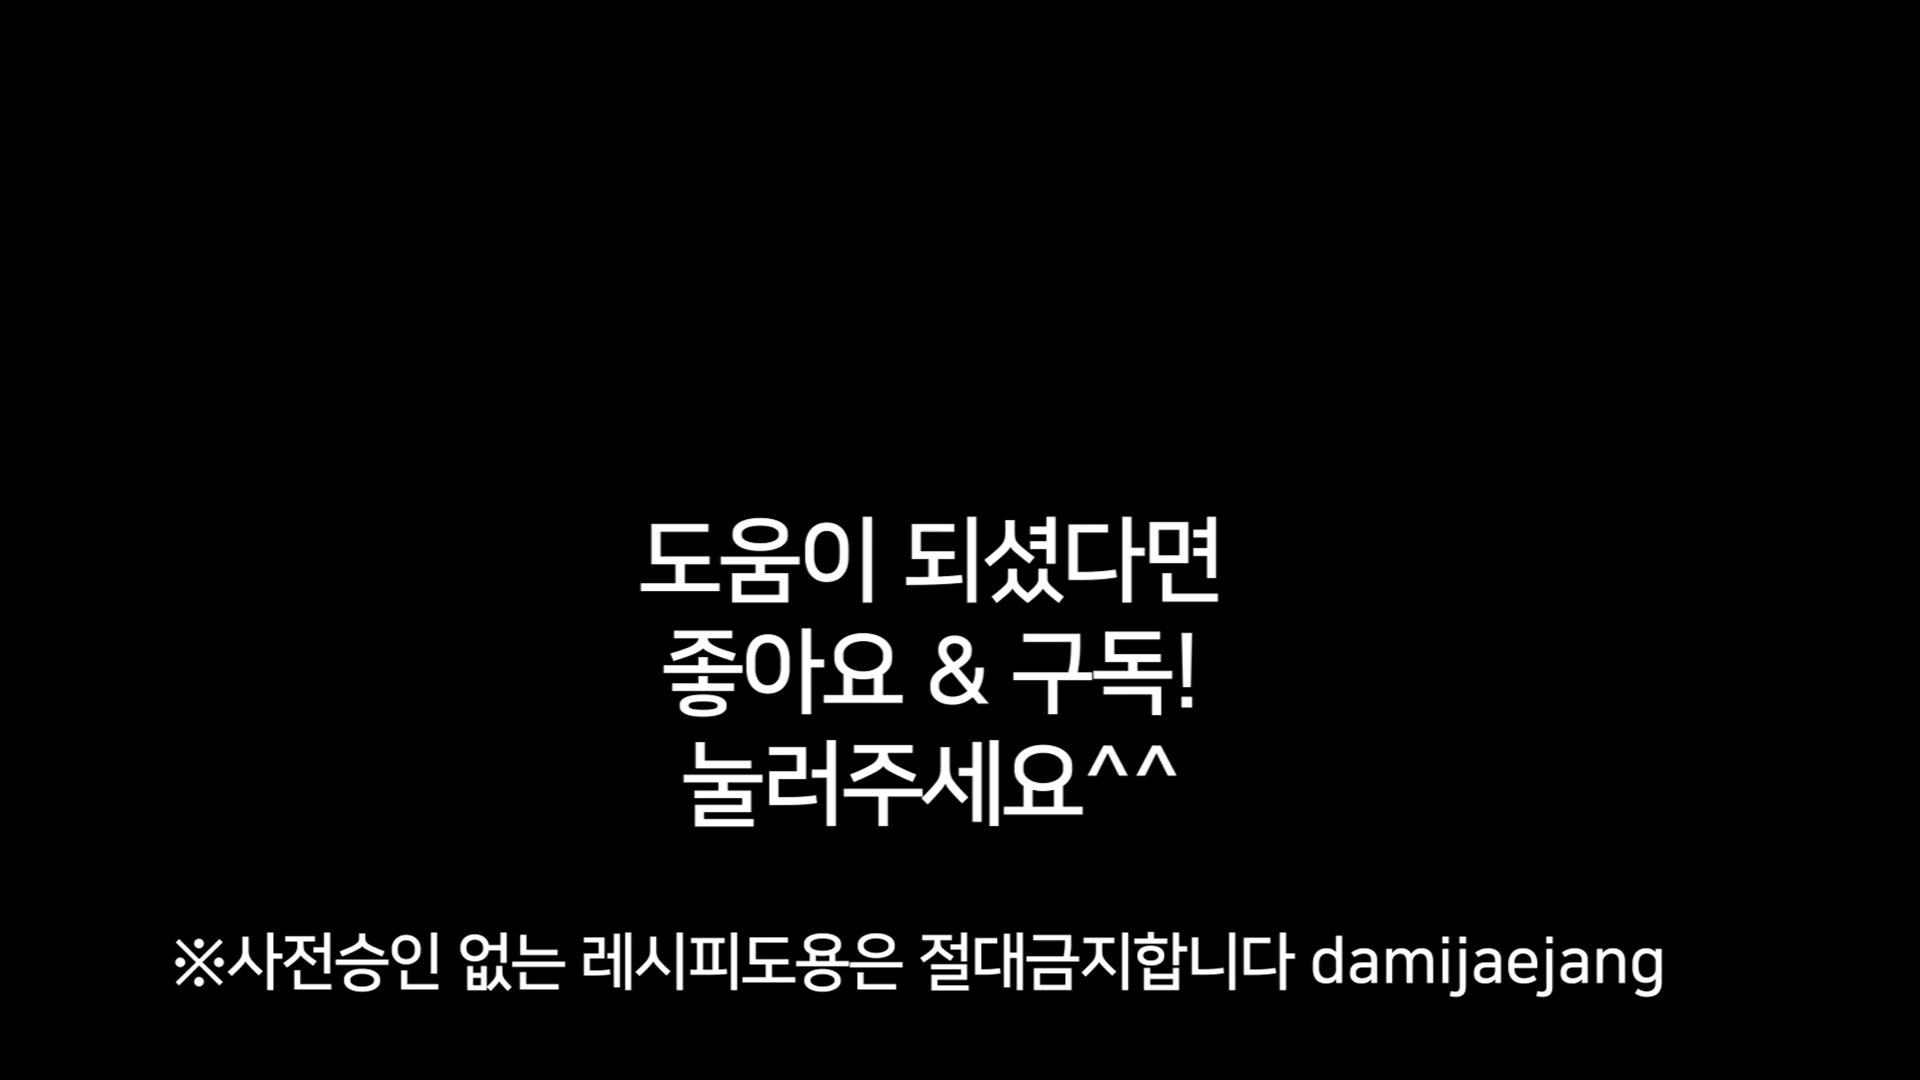 도움이 되셨다면
좋아요 & 구독!
눌러주세요^^
※사전승인 없는 레시피도용은 절대금지합니다 damijaejang